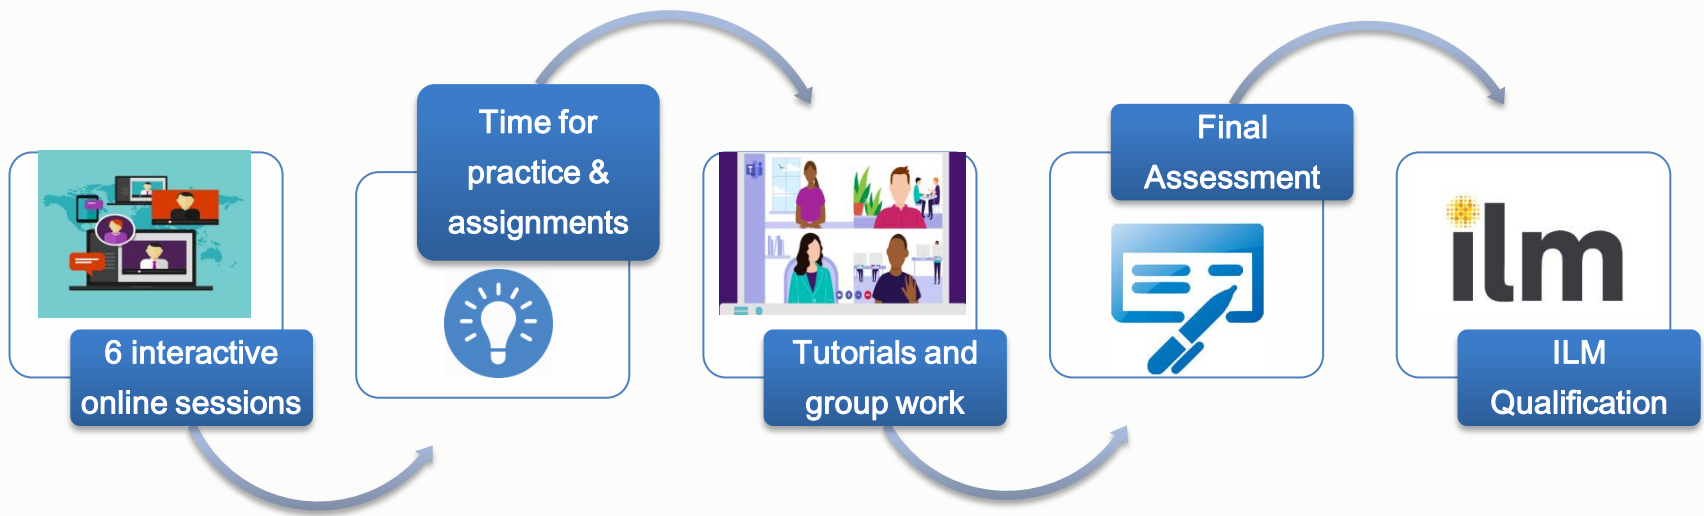 6 interactive
online sessions
Time for
practice &
assignments
Tutorials and
group work
Final
Assessment
ilm
ILM
Qualification